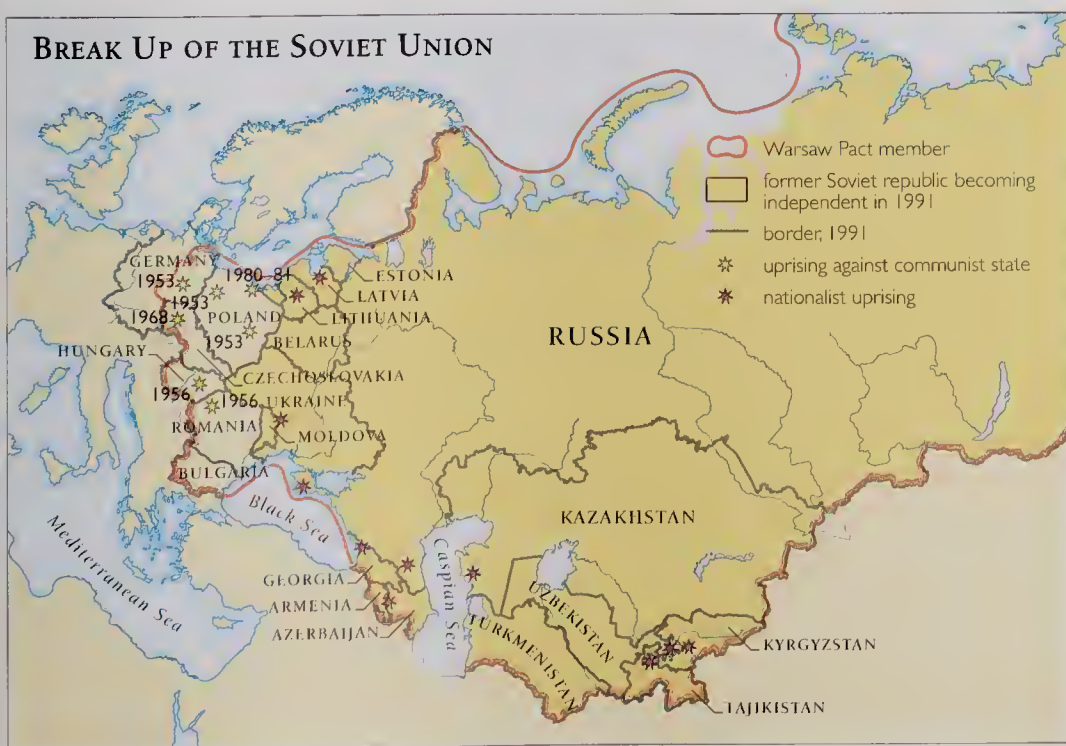 BREAK UP OF THE SOVIET UNION
Warsaw Pact member
former Soviet republic becoming
independent in 1991
border, 1991
uprising against communist state
nationalist uprising
GERMANY
1953
1980-81
1953
1968
POLAND
1953
ESTONIA
LATVIA
LITHUANIA
BELARUS
RUSSIA
HUNGARY
CZECHOSLOVAKIA
1956
1956
UKRAINE
ROMANIA
MOLDOVA
BULGARIA
Black Sea
Mediterranean Sea
Caspian Sea
KAZAKHSTAN
GEORGIA
ARMENIA
AZERBAIJAN
UZBEKISTAN
TURKMENISTAN
KYRGYZSTAN
TAJIKISTAN